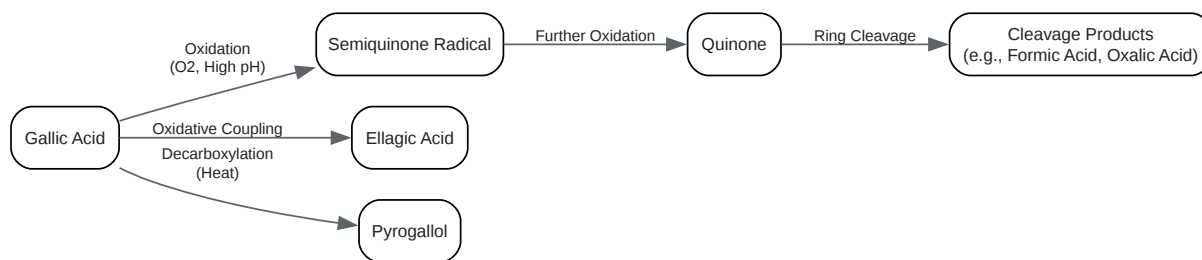 Oxidation
(O2, High pH)
Semiquinone Radical
Further Oxidation
Quinone
Ring Cleavage
Cleavage Products
(e.g., Formic Acid, Oxalic Acid)
Gallic Acid
Oxidative Coupling
Ellagic Acid
Decarboxylation
(Heat)
Pyrogallol